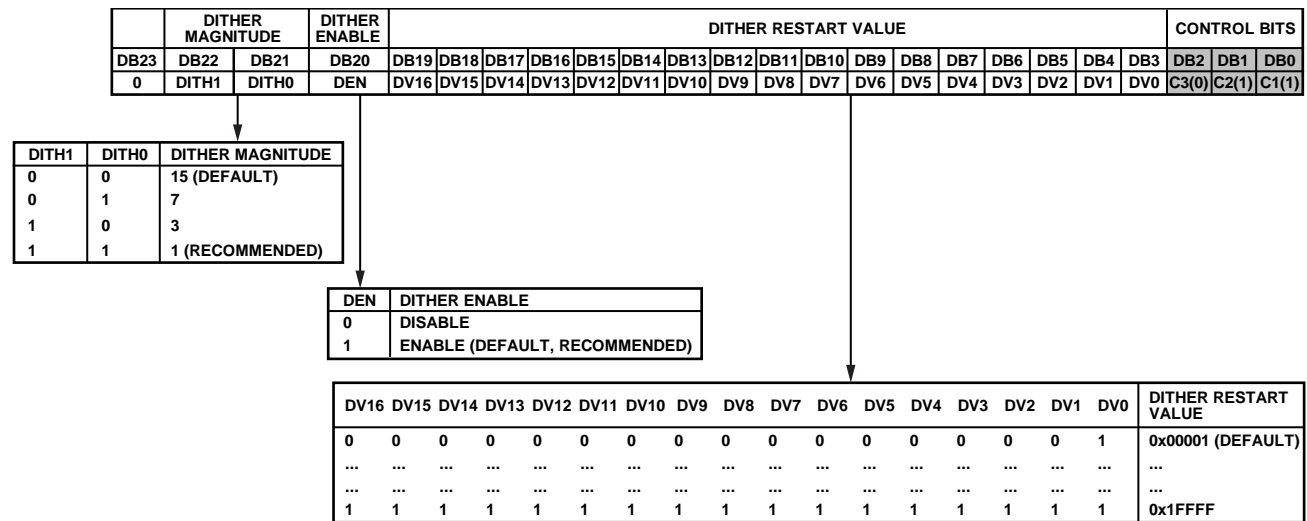 DITHER MAGNITUDE DITHER ENABLE DITHER RESTART VALUE CONTROL BITS
DB23 DB22 DB21 DB20 DB19 DB18 DB17 DB16 DB15 DB14 DB13 DB12 DB11 DB10 DB9 DB8 DB7 DB6 DB5 DB4 DB3 DB2 DB1 DB0
0 DITH1 DITH0 DEN DV16 DV15 DV14 DV13 DV12 DV11 DV10 DV9 DV8 DV7 DV6 DV5 DV4 DV3 DV2 DV1 DV0 C3(0) C2(1) C1(1)
DITH1 DITH0 DITHER MAGNITUDE
0 0 15 (DEFAULT)
0 1 7
1 0 3
1 1 1 (RECOMMENDED)
DEN DITHER ENABLE
0 DISABLE
1 ENABLE (DEFAULT, RECOMMENDED)
DV16 DV15 DV14 DV13 DV12 DV11 DV10 DV9 DV8 DV7 DV6 DV5 DV4 DV3 DV2 DV1 DV0 DITHER RESTART VALUE
0 0 0 0 0 0 0 0 0 0 0 0 0 0 0 0 1 0x00001 (DEFAULT)
... ... ... ... ... ... ... ... ... ... ... ... ... ... ... ... ... ...
... ... ... ... ... ... ... ... ... ... ... ... ... ... ... ... ... ...
1 1 1 1 1 1 1 1 1 1 1 1 1 1 1 1 1 0x1FFFF